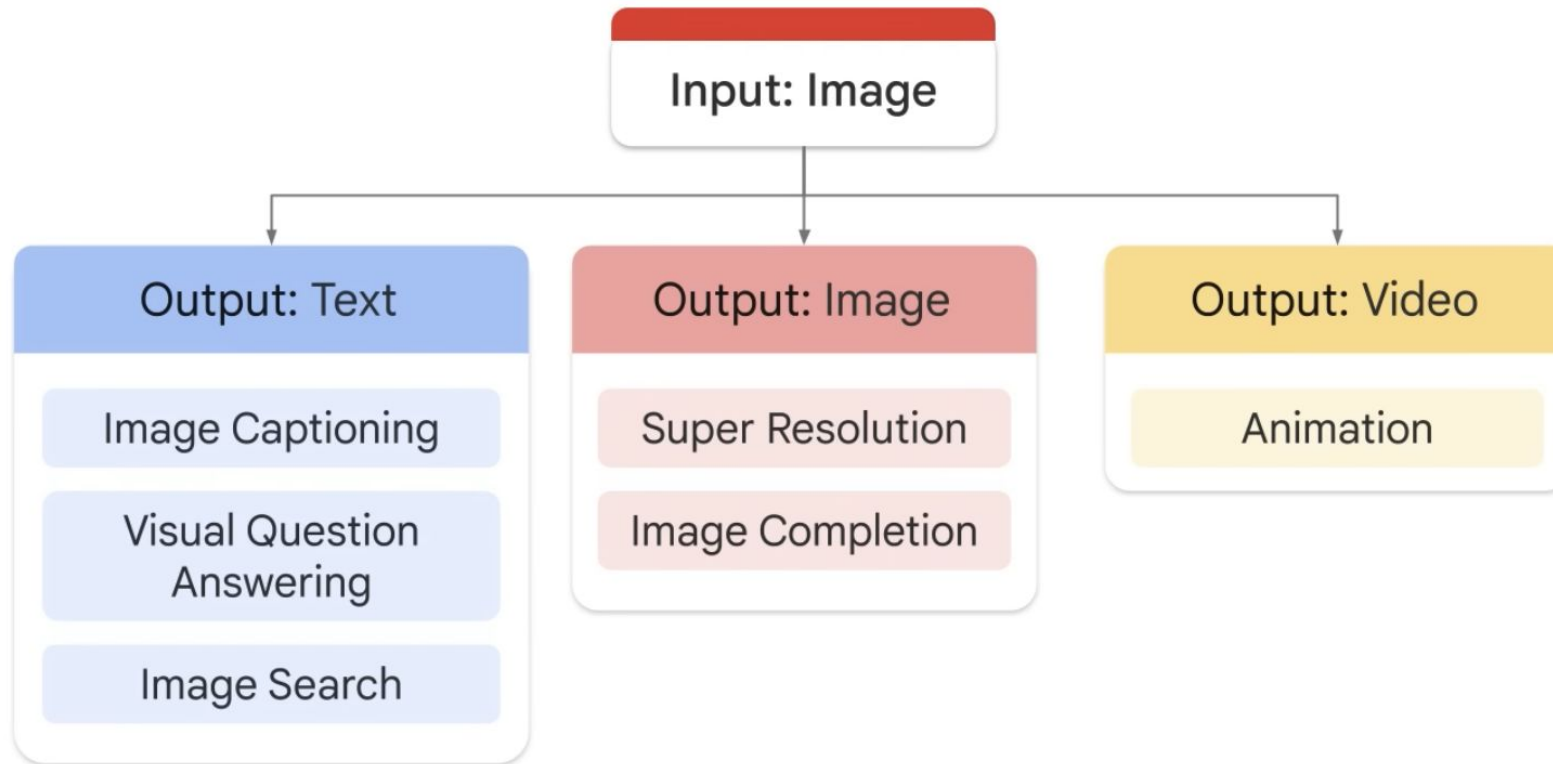 Input: Image
Output: Text
Image Captioning
Visual Question
Answering
Image Search
Output: Image
Super Resolution
Image Completion
Output: Video
Animation